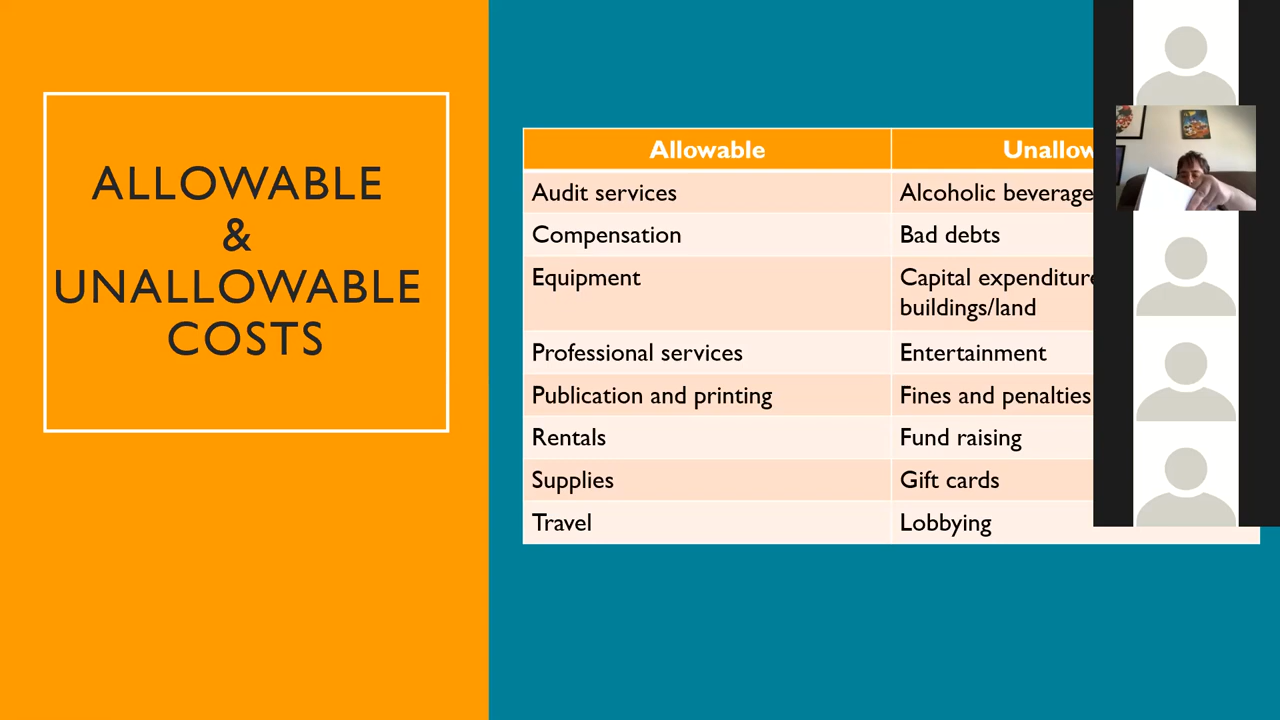 ALLOWABLE
&
UNALLOWABLE
COSTS
Allowable
Audit services
Alcoholic
Compensation
Bad debts
Equipment
Capital
buildings/land
Professional services
Entertainment
Publication and printing
Fines and penalties
Rentals
Fund raising
Supplies
Gift cards
Travel
Lobbying